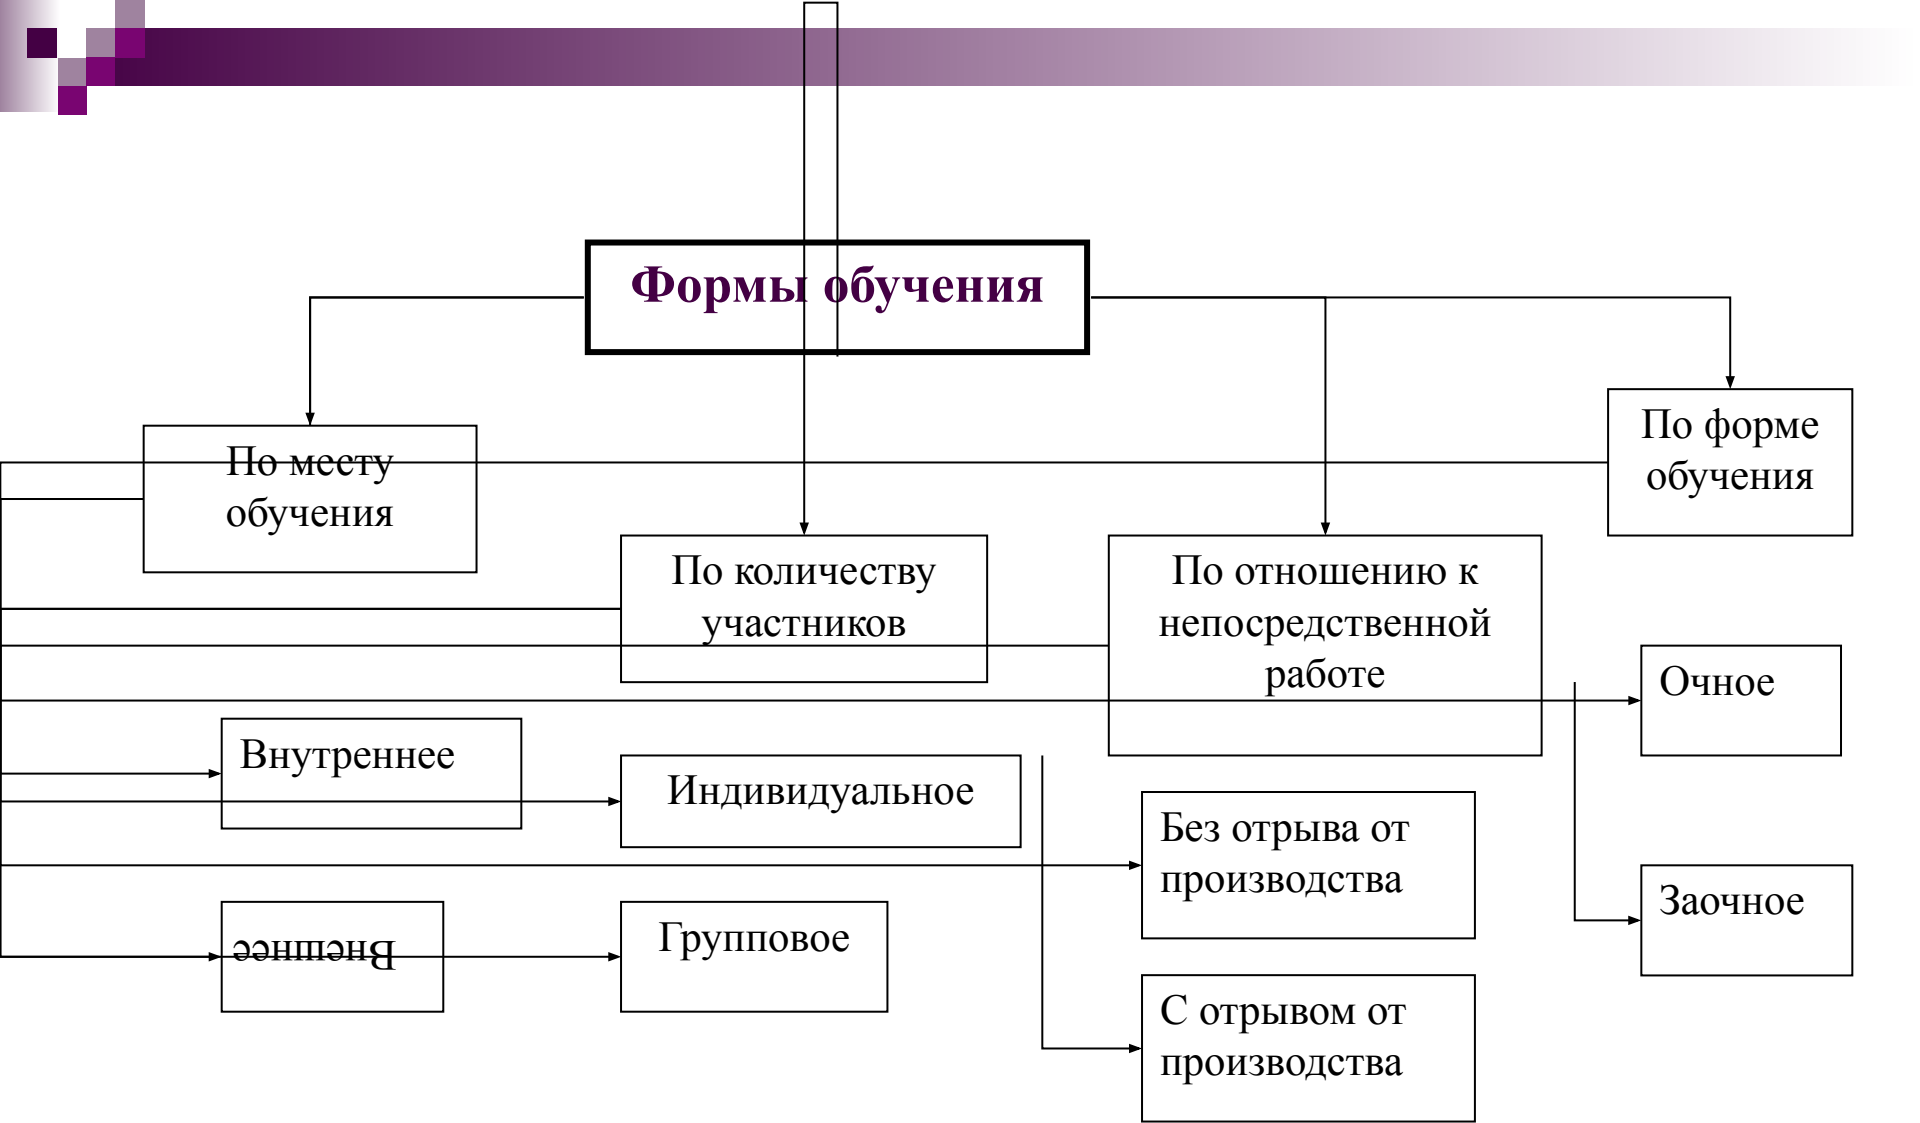 Формы обучения
По месту
обучения
По количеству
участников
По отношению к
непосредственной
работе
По форме
обучения
Внутреннее
Внешнее
Индивидуальное
Групповое
Без отрыва от
производства
С отрывом от
производства
Очное
Заочное